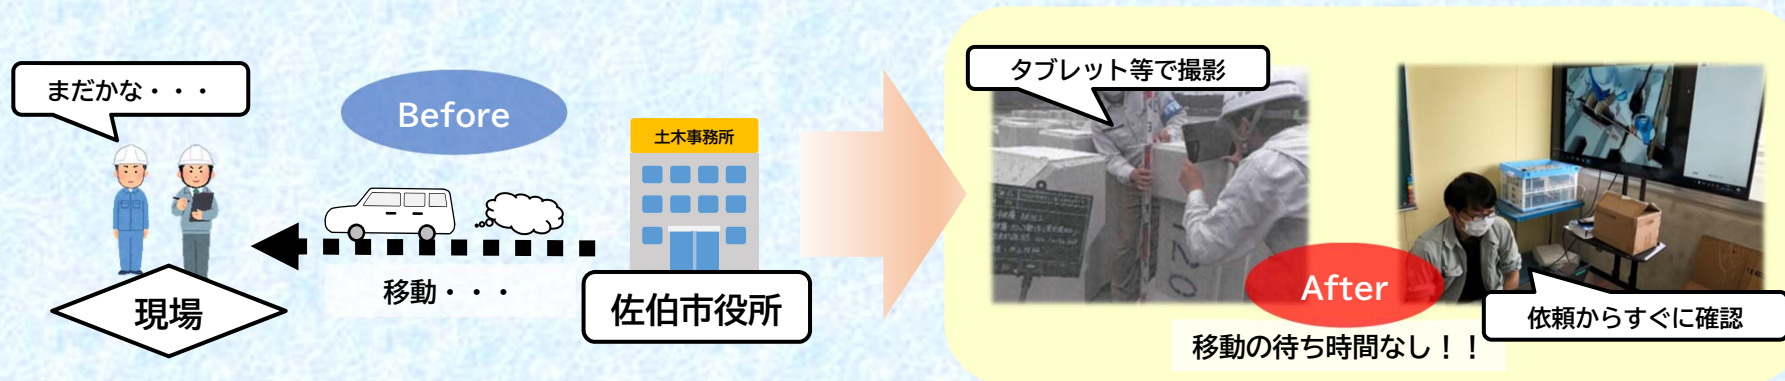 まだかな・・・
Before
土木事務所
移動・・・
現場
佐伯市役所
タブレット等で撮影
After
依頼からすぐに確認
移動の待ち時間なし！！